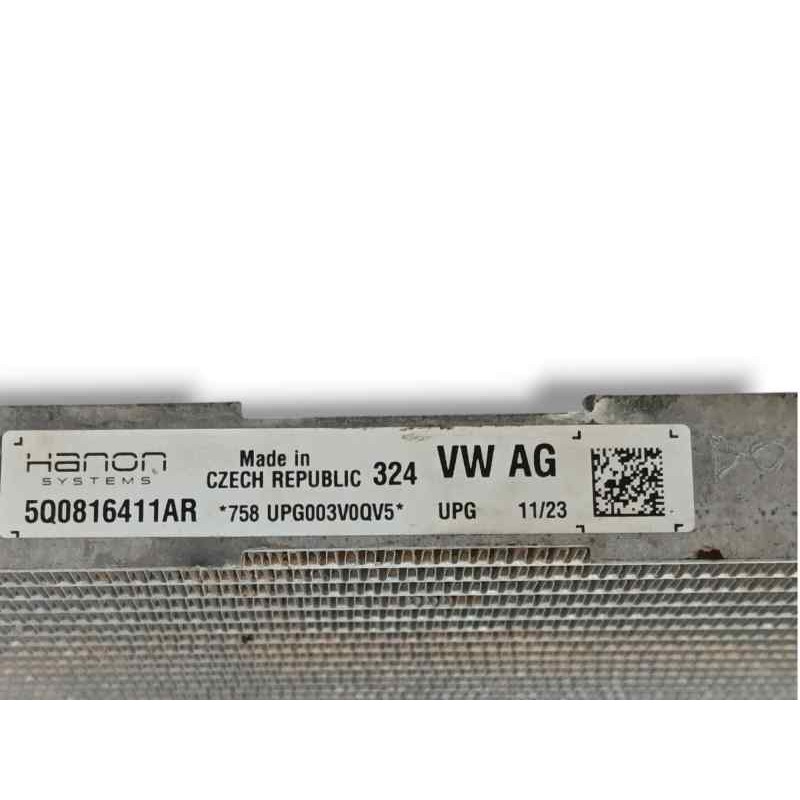 Hanon
SYSTEMS
Made in
CZECH REPUBLIC 324 VW AG
5Q0816411AR *758 UPG003V0QV5* UPG 11/23